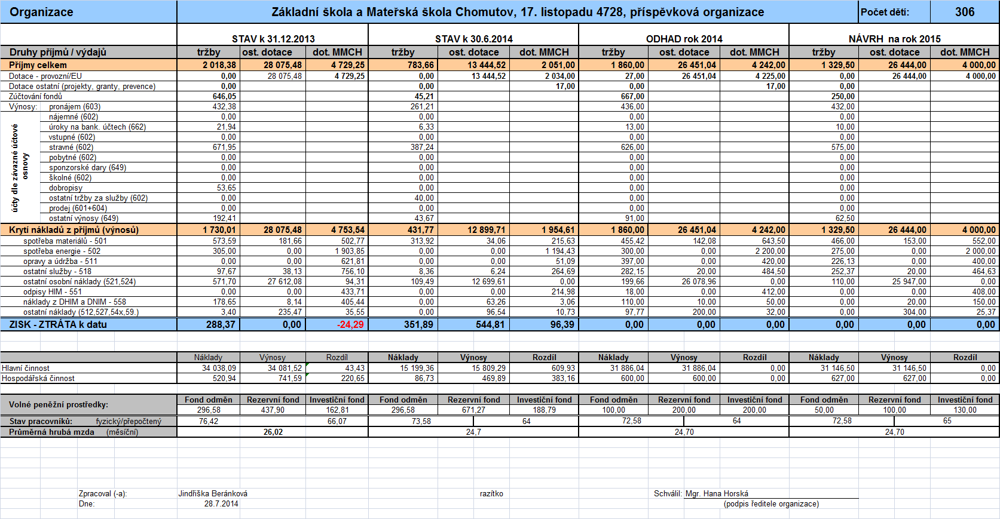 Organizace Základní škola a Mateřská škola Chomutov, 17. listopadu 4728, příspěvková organizace Počet dětí: 306
STAV k 31.12.2013 STAV k 30.6.2014 ODHAD rok 2014 NÁVRH na rok 2015
Druhy příjmů / výdajů tržby ost. dotace dot. MMCH tržby ost. dotace dot. MMCH tržby ost. dotace dot. MMCH tržby ost. dotace dot. MMCH
Příjmy celkem 2 018,38 28 075,48 4 729,25 783,66 13 444,52 2 051,00 1 860,00 26 451,04 4 242,00 1 329,50 26 444,00 4 000,00
Dotace - provozní/EU 0,00 28 075,48 4 729,25 0,00 13 444,52 2 034,00 27,00 26 451,04 4 225,00 0,00 26 444,00 4 000,00
Dotace ostatní (projekty, granty, prevence) 0,00 0,00 17,00 0,00 17,00 0,00
Zúčtování fondů 646,05 45,21 667,00 250,00
Výnosy: pronájem (603) 432,38 261,21 436,00 432,00
účty dle závazné účtové osnovy
nájemné (602) 0,00 0,00 0,00 0,00
úroky na bank. účtech (662) 21,94 6,33 13,00 10,00
vstupné (602) 0,00 0,00 0,00 0,00
stravné (602) 671,95 387,24 626,00 575,00
pobytné (602) 0,00 0,00 0,00 0,00
sponzorské dary (649) 0,00 0,00 0,00 0,00
školné (602) 0,00 0,00 0,00 0,00
dobropisy 53,65 0,00 0,00 0,00
ostatní tržby za služby (602) 0,00 40,00 0,00 0,00
prodej (601+604) 0,00 0,00 0,00 0,00
ostatní výnosy (649) 192,41 43,67 91,00 62,50
Krytí nákladů z příjmů (výnosů) 1 730,01 28 075,48 4 753,54 431,77 12 899,71 1 954,61 1 860,00 26 451,04 4 242,00 1 329,50 26 444,00 4 000,00
spotřeba materiálů - 501 573,59 181,66 502,77 313,92 34,06 215,63 455,42 142,08 643,50 466,00 153,00 552,00
spotřeba energie - 502 305,00 0,00 1 903,85 0,00 0,00 1 194,43 300,00 0,00 2 200,00 275,00 0,00 2 000,00
opravy a údržba - 511 0,00 0,00 621,81 0,00 0,00 51,09 397,00 0,00 420,00 226,13 0,00 400,00
ostatní služby - 518 97,67 38,13 756,10 8,36 6,24 264,69 282,15 20,00 484,50 252,37 20,00 464,63
ostatní osobní náklady (521,524) 571,70 27 612,08 94,31 109,49 12 699,61 0,00 199,66 26 078,96 0,00 110,00 25 947,00 0,00
odpisy HIM - 551 0,00 0,00 433,71 0,00 0,00 214,98 18,00 0,00 412,00 0,00 0,00 408,00
náklady z DHIM a DNIM - 558 178,65 8,14 405,44 0,00 63,26 3,06 110,00 10,00 50,00 0,00 20,00 150,00
ostatní náklady (512,527,54x,59.) 3,40 235,47 35,55 0,00 96,54 10,73 97,77 200,00 32,00 0,00 304,00 25,37
ZISK - ZTRÁTA k datu 288,37 0,00 -24,29 351,89 544,81 96,39 0,00 0,00 0,00 0,00 0,00 0,00
Náklady Výnosy Rozdíl Náklady Výnosy Rozdíl Náklady Výnosy Rozdíl Náklady Výnosy Rozdíl
Hlavní činnost 34 038,09 34 081,52 43,43 15 199,36 15 809,29 609,93 31 886,04 31 886,04 0,00 31 146,50 31 146,50 0,00
Hospodářská činnost 520,94 741,59 220,65 86,73 469,89 383,16 600,00 600,00 0,00 627,00 627,00 0,00
Volné peněžní prostředky: Fond odměn Rezervní fond Investiční fond Fond odměn Rezervní fond Investiční fond Fond odměn Rezervní fond Investiční fond Fond odměn Rezervní fond Investiční fond
296,58 437,90 162,81 296,58 671,27 188,79 100,00 200,00 200,00 50,00 100,00 130,00
Stav pracovníků: fyzický/přepočtený 76,42 66,07 73,58 64 72,58 64 72,58 65
Průměrná hrubá mzda (měsíční) 26,02 24,7 24,70 24,70
Zpracoval (-a): Jindřiška Beránková razítko Schválil: Mgr. Hana Horská
Dne: 28.7.2014 (podpis ředitele organizace)